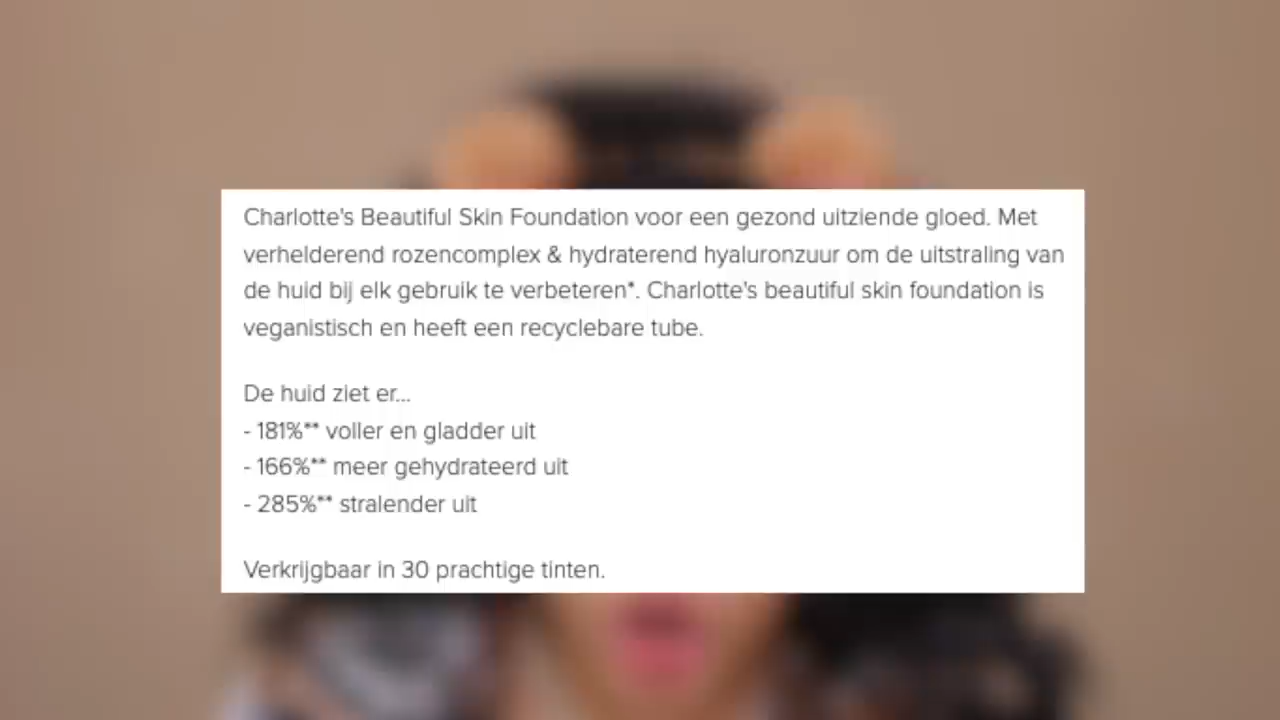 Charlotte's Beautiful Skin Foundation voor een gezond uitziende gloed. Met
verhelderend rozencomplex & hydraterend hyaluronzuur om de uitstraling van
de huid bij elk gebruik te verbeteren*. Charlotte's beautiful skin foundation is
veganistisch en heeft een recyclebare tube.
De huid ziet er...
- 181%** voller en gladder uit
- 166%** meer gehydrateerd uit
- 285%** stralender uit
Verkrijgbaar in 30 prachtige tinten.